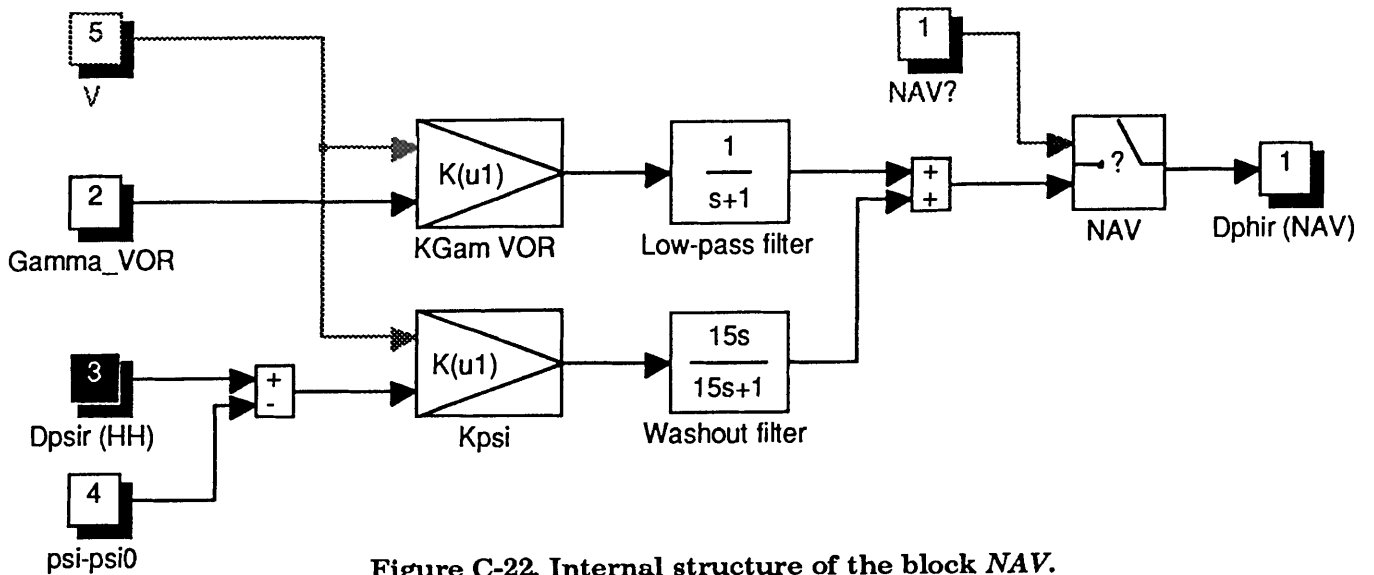 5
V
1
NAV?
K(u1)
KGam VOR
1
s+1
Low-pass filter
+
+
?
NAV
1
Dphir (NAV)
2
Gamma_VOR
3
Dpsir (HH)
+
-
K(u1)
Kpsi
15s
15s+1
Washout filter
4
psi-psi0
Figure C-22. Internal structure of the block NAV.